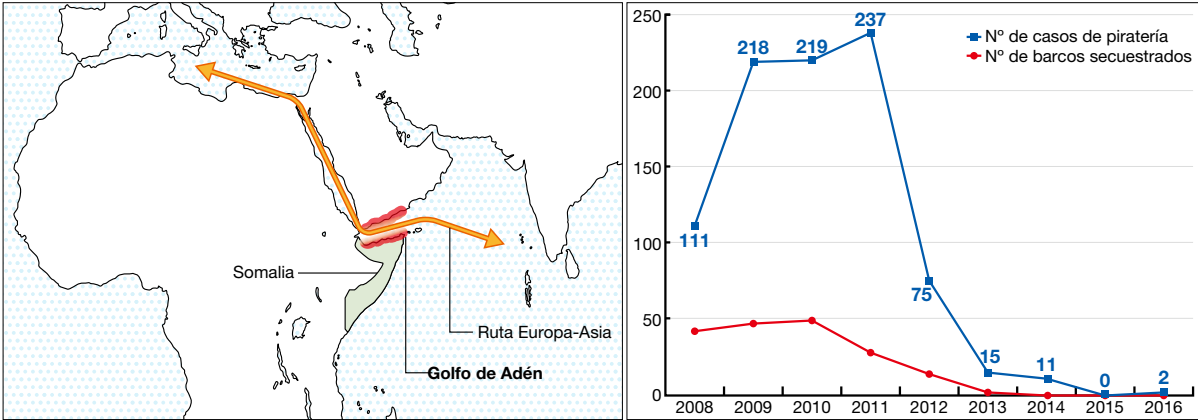 Somalia
Ruta Europa-Asia
Golfo de Adén
250
200
150
100
50
0
Nº de casos de piratería
Nº de barcos secuestrados
111
218
219
237
75
15
11
0
2
2008 2009 2010 2011 2012 2013 2014 2015 2016